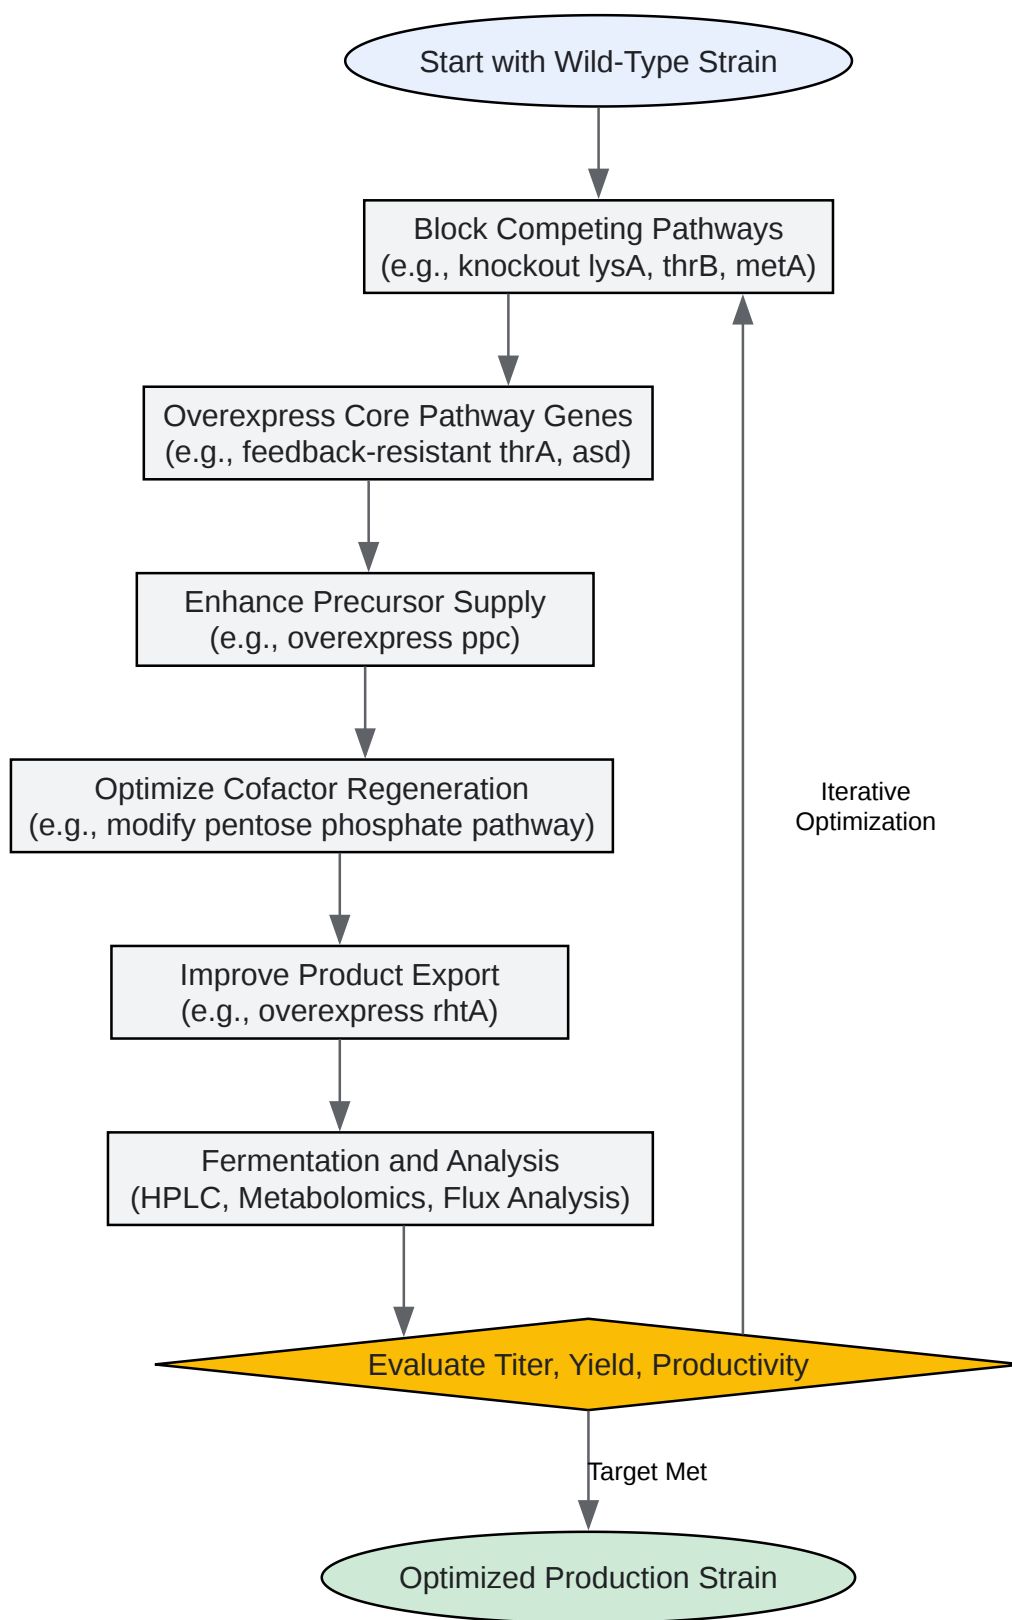 Start with Wild-Type Strain
Block Competing Pathways
(e.g., knockout lysA, thrB, metA)
Overexpress Core Pathway Genes
(e.g., feedback-resistant thrA, asd)
Enhance Precursor Supply
(e.g., overexpress ppc)
Optimize Cofactor Regeneration
(e.g., modify pentose phosphate pathway)
Iterative
Optimization
Improve Product Export
(e.g., overexpress rhtA)
Fermentation and Analysis
(HPLC, Metabolomics, Flux Analysis)
Evaluate Titer, Yield, Productivity
Target Met
Optimized Production Strain